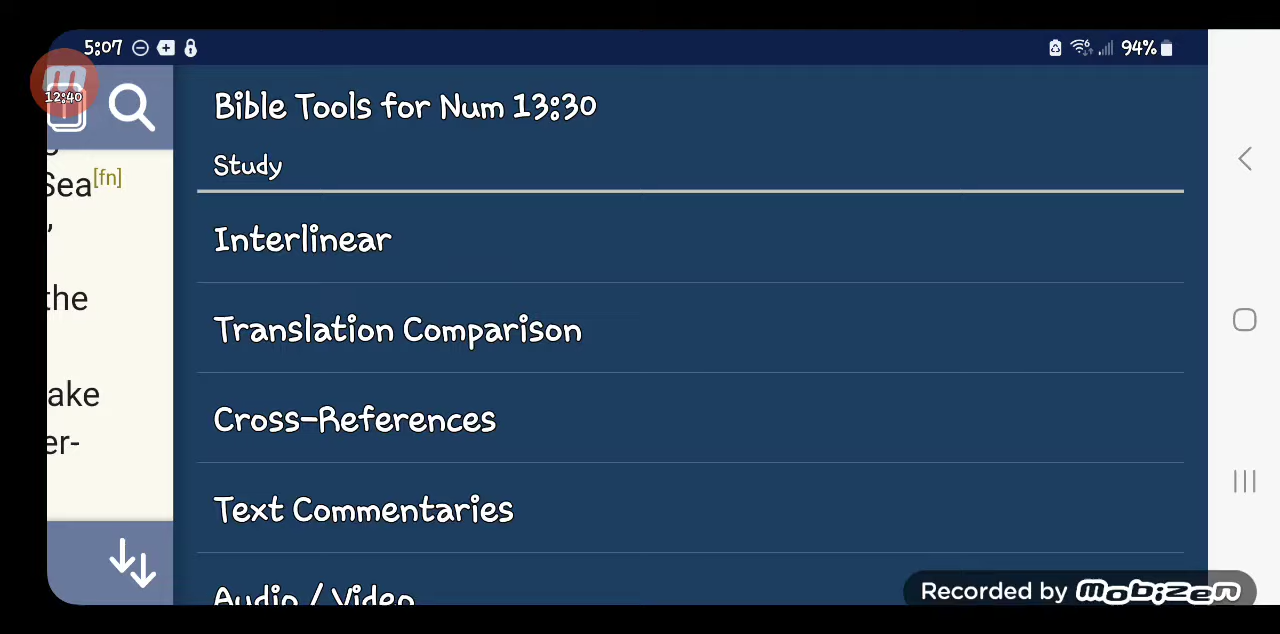 5:07 94%
12:40
Bible Tools for Num 13:30
Study
Sea[fn]
Interlinear
the
Translation Comparison
ake
Cross-References
er-
Text Commentaries
Audio / Video
Recorded by mobizen